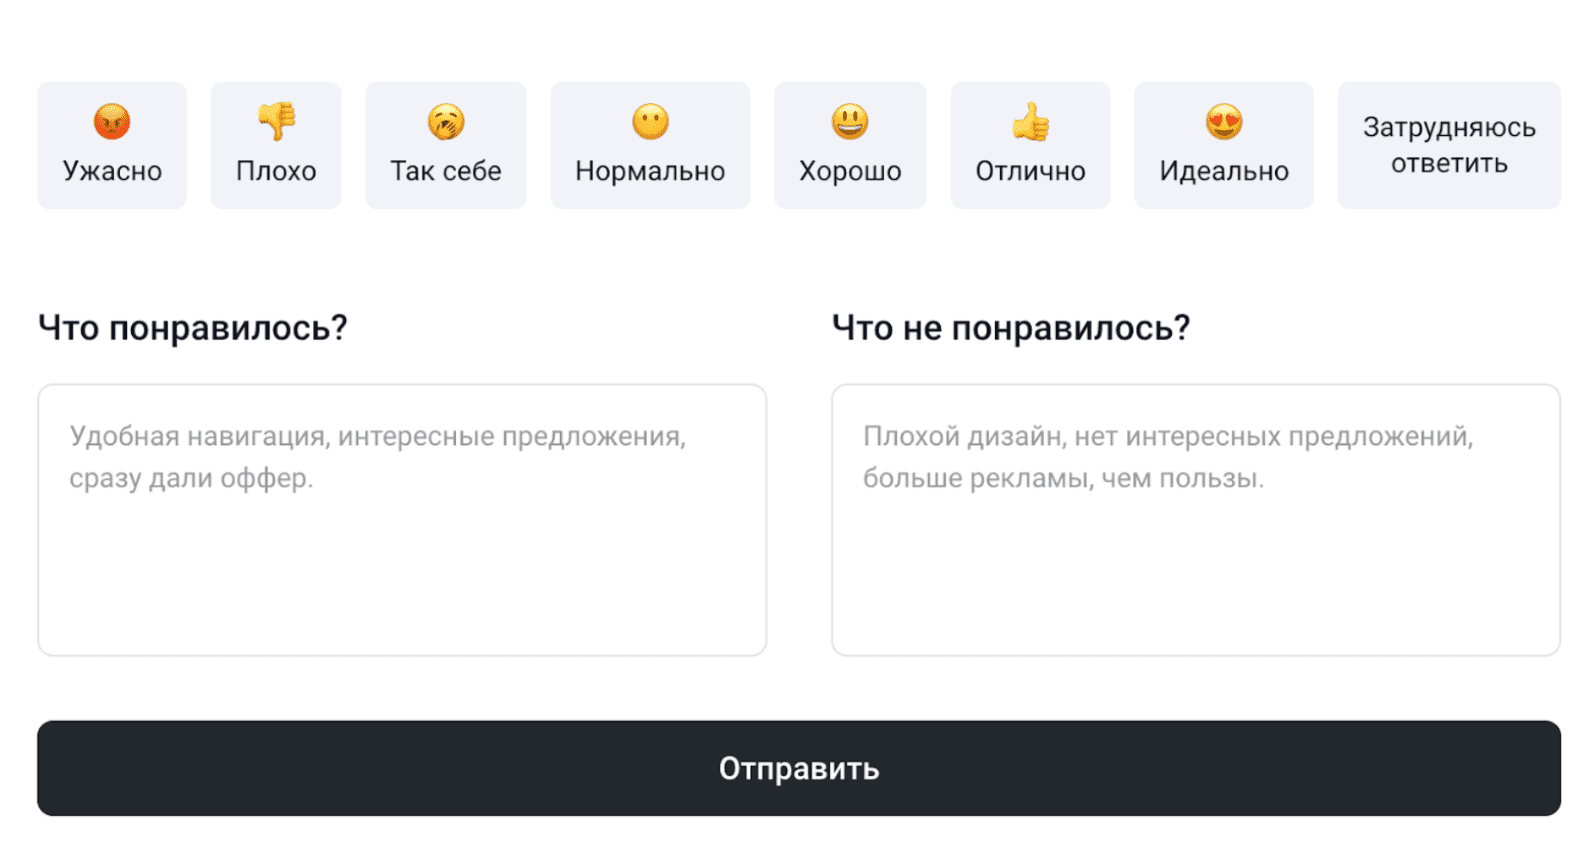 Ужасно
Плохо
Так себе
Нормально
Хорошо
Отлично
Идеально
Затрудняюсь
ответить
Что понравилось?
Удобная навигация, интересные предложения,
сразу дали оффер.
Что не понравилось?
Плохой дизайн, нет интересных предложений,
больше рекламы, чем пользы.
Отправить